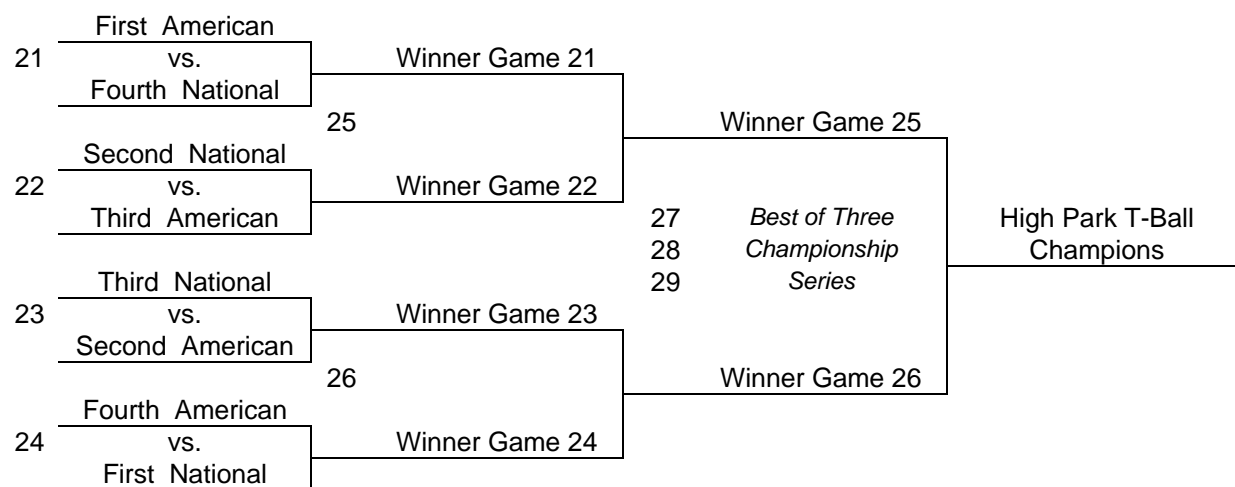 First American
21 vs. Winner Game 21
Fourth National
25 Winner Game 25
Second National
22 vs. Winner Game 22
Third American
27 Best of Three High Park T-Ball
28 Championship Champions
29 Series
Third National
23 vs. Winner Game 23
Second American
26 Winner Game 26
Fourth American
24 vs. Winner Game 24
First National